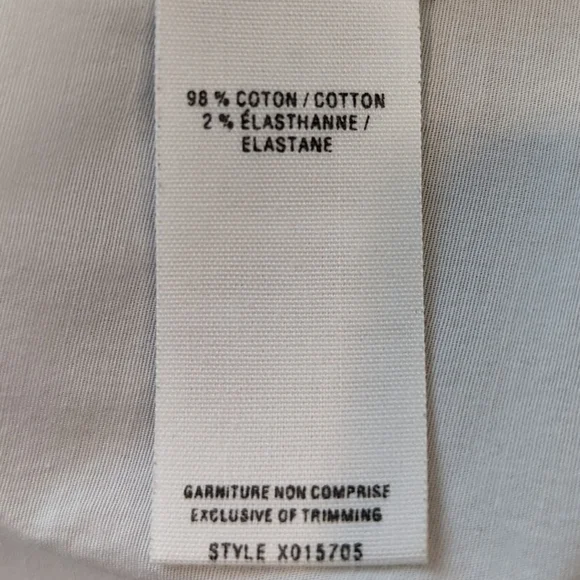 98 % COTON / COTTON
2 % ÉLASTHANNE /
ELASTANE
GARNITURE NON COMPRISE
EXCLUSIVE OF TRIMMING
STYLE X015705